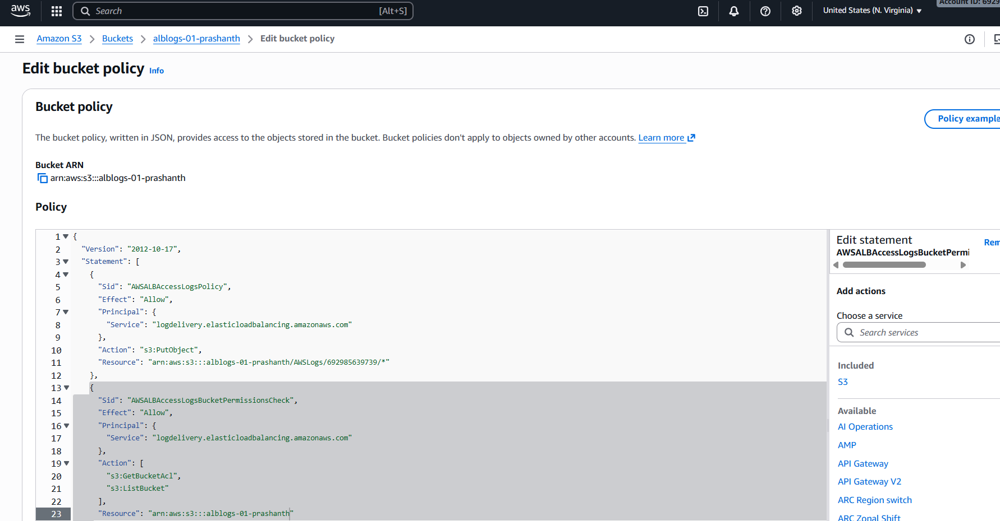 aws
Search [Alt+S]
United States (N. Virginia)
Account ID: 6929
Amazon S3
Buckets
alblogs-01-prashanth
Edit bucket policy
Edit bucket policy Info
Bucket policy
Policy example
The bucket policy, written in JSON, provides access to the objects stored in the bucket. Bucket policies don't apply to objects owned by other accounts. Learn more
Bucket ARN
arn:aws:s3:::alblogs-01-prashanth
Policy
1 {
2 "Version": "2012-10-17",
3 "Statement": [
4 {
5 "Sid": "AWSALBAccessLogsPolicy",
6 "Effect": "Allow",
7 "Principal": {
8 "Service": "logdelivery.elasticloadbalancing.amazonaws.com"
9 },
10 "Action": "s3:PutObject",
11 "Resource": "arn:aws:s3:::alblogs-01-prashanth/AWSLogs/692985639739/*"
12 },
13 {
14 "Sid": "AWSALBAccessLogsBucketPermissionsCheck",
15 "Effect": "Allow",
16 "Principal": {
17 "Service": "logdelivery.elasticloadbalancing.amazonaws.com"
18 },
19 "Action": [
20 "s3:GetBucketAcl",
21 "s3:ListBucket"
22 ],
23 "Resource": "arn:aws:s3:::alblogs-01-prashanth"
Edit statement
Rem
AWSALBAccessLogsBucketPermi
Add actions
Choose a service
Search services
Included
S3
Available
AI Operations
AMP
API Gateway
API Gateway V2
ARC Region switch
ARC Zonal Shift